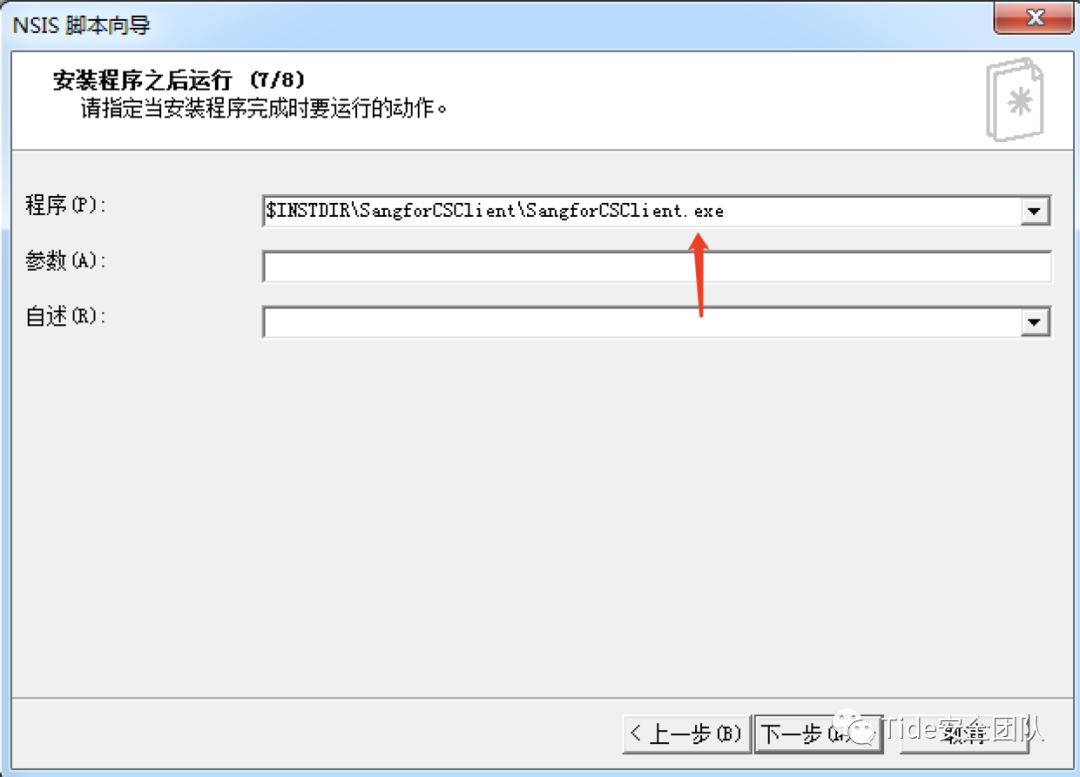 NSIS 脚本向导
安装程序之后运行 (7/8)
请指定当安装程序完成时要运行的动作。
程序(P):
$INSTDIR\SangforCSClient\SangforCSClient.exe
参数(A):
自述(R):
< 上一步(B)
下一步
Tide安全团队